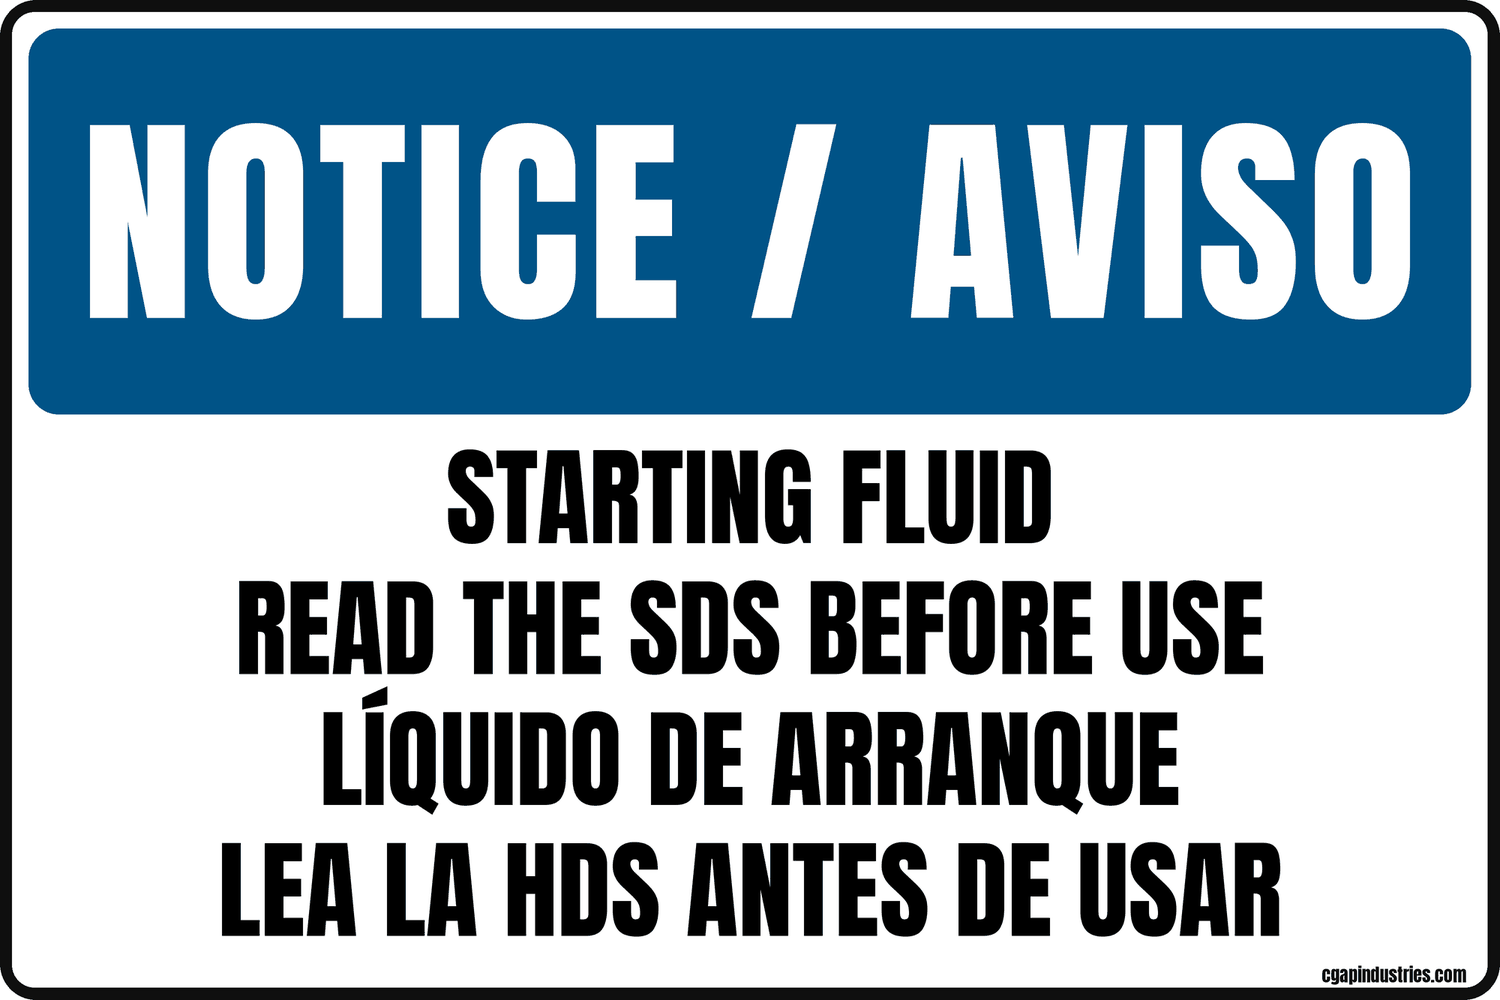 NOTICE / AVISO
STARTING FLUID
READ THE SDS BEFORE USE
LÍQUIDO DE ARRANQUE
LEA LA HDS ANTES DE USAR
cgapindustries.com